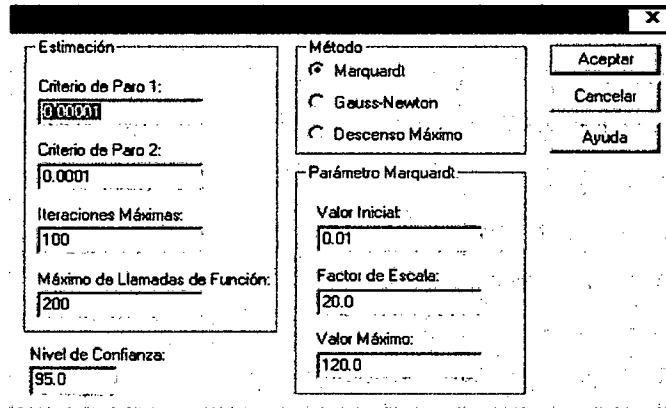 Estimación
Criterio de Paro 1:
0.00001
Criterio de Paro 2:
0.0001
Iteraciones Máximas:
100
Máximo de Llamadas de Función:
200
Nivel de Confianza:
95.0
Método
Marquardt
Gauss-Newton
Descenso Máximo
Parámetro Marquardt:
Valor Inicial:
0.01
Factor de Escala:
20.0
Valor Máximo:
120.0
Aceptar
Cancelar
Ayuda